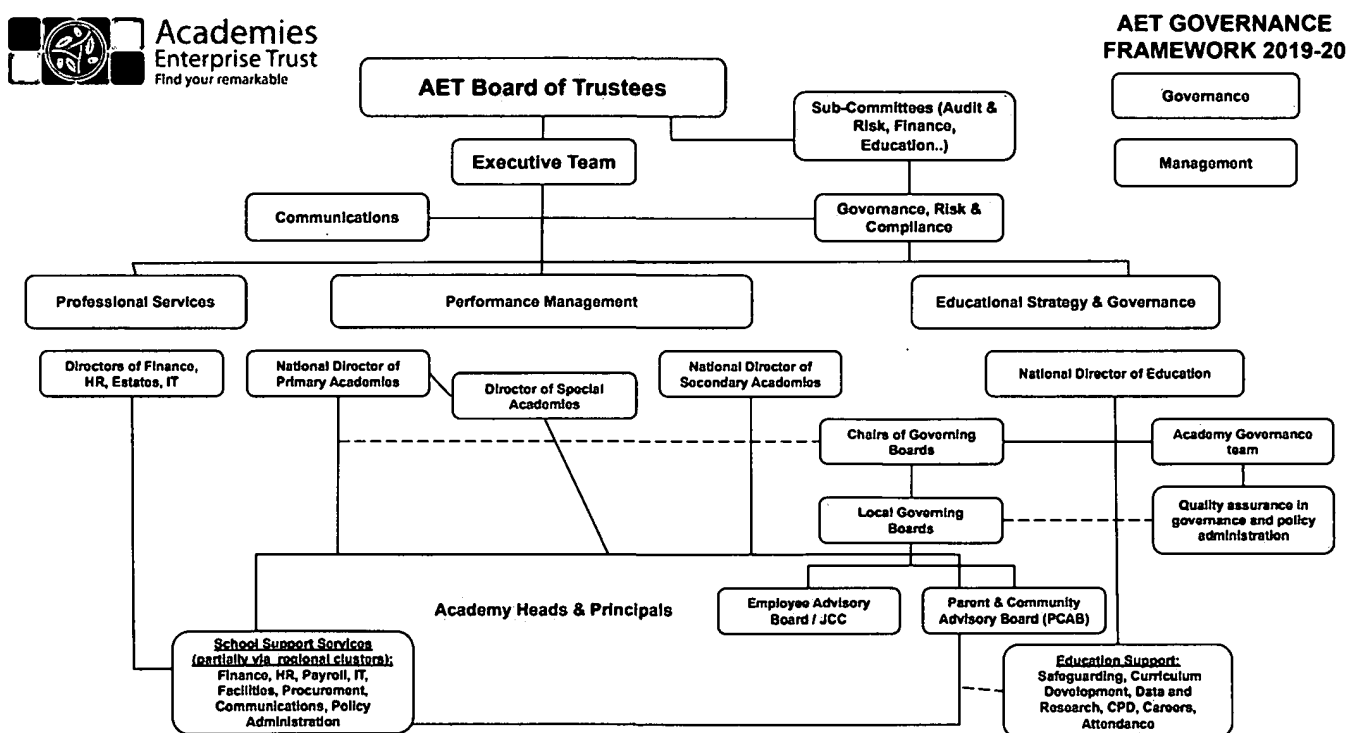 Academies
Enterprise Trust
Find your remarkable
AET GOVERNANCE
FRAMEWORK 2019-20
Governance
Management
AET Board of Trustees
Sub-Committees (Audit &
Risk, Finance,
Education..)
Executive Team
Communications
Governance, Risk &
Compliance
Professional Services
Performance Management
Educational Strategy & Governance
Directors of Finance,
HR, Estates, IT
National Director of
Primary Academies
Director of Special
Academies
National Director of
Secondary Academies
National Director of Education
Chairs of Governing
Boards
Academy Governance
team
Local Governing
Boards
Quality assurance in
governance and policy
administration
Academy Heads & Principals
Employee Advisory
Board / JCC
Parent & Community
Advisory Board (PCAB)
School Support Services
(partially via regional clusters):
Finance, HR, Payroll, IT,
Facilities, Procurement,
Communications, Policy
Administration
Education Support:
Safeguarding, Curriculum
Development, Data and
Research, CPD, Careers,
Attendance